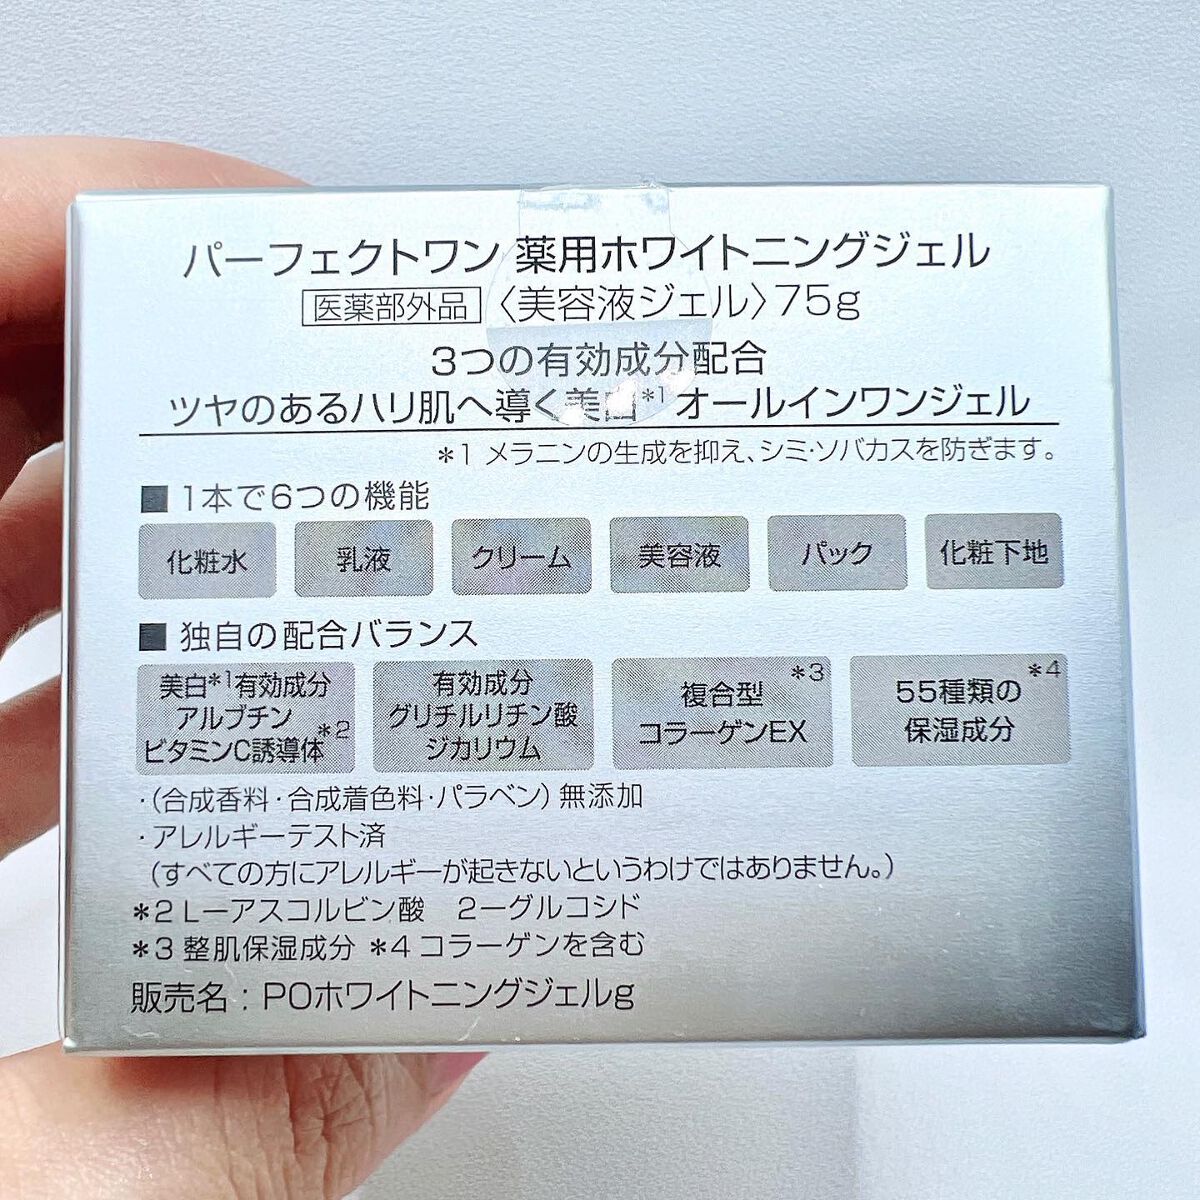 パーフェクトワン 薬用ホワイトニングジェル
医薬部外品 〈美容液ジェル〉75g
3つの有効成分配合
ツヤのあるハリ肌へ導く美白*1 オールインワンジェル
*1 メラニンの生成を抑え、シミ・ソバカスを防ぎます。
■ 1本で6つの機能
化粧水 乳液 クリーム 美容液 パック 化粧下地
■ 独自の配合バランス
美白*1有効成分
アルブチン
ビタミンC誘導体*2
有効成分
グリチルリチン酸
ジカリウム
複合型*3
コラーゲンEX
55種類の*4
保湿成分
・(合成香料・合成着色料・パラベン)無添加
・アレルギーテスト済
(すべての方にアレルギーが起きないというわけではありません。)
*2 L－アスコルビン酸 2－グルコシド
*3 整肌保湿成分 *4 コラーゲンを含む
販売名：POホワイトニングジェルg